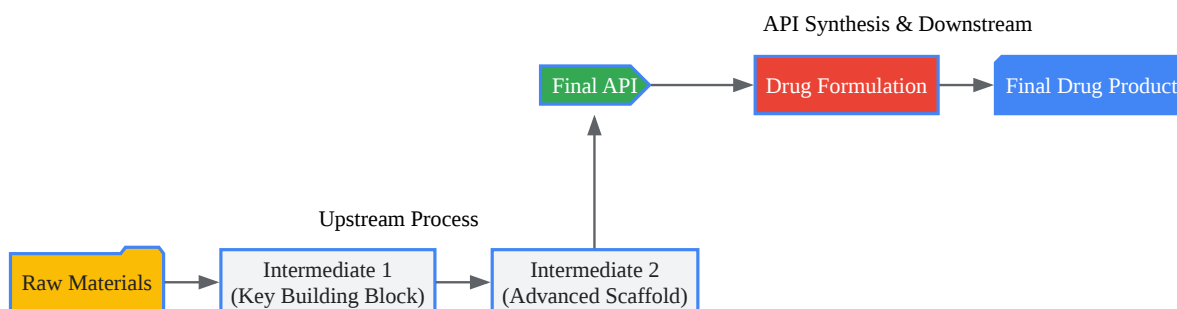 API Synthesis & Downstream
Final API
Drug Formulation
Final Drug Product
Upstream Process
Raw Materials
Intermediate 1
(Key Building Block)
Intermediate 2
(Advanced Scaffold)